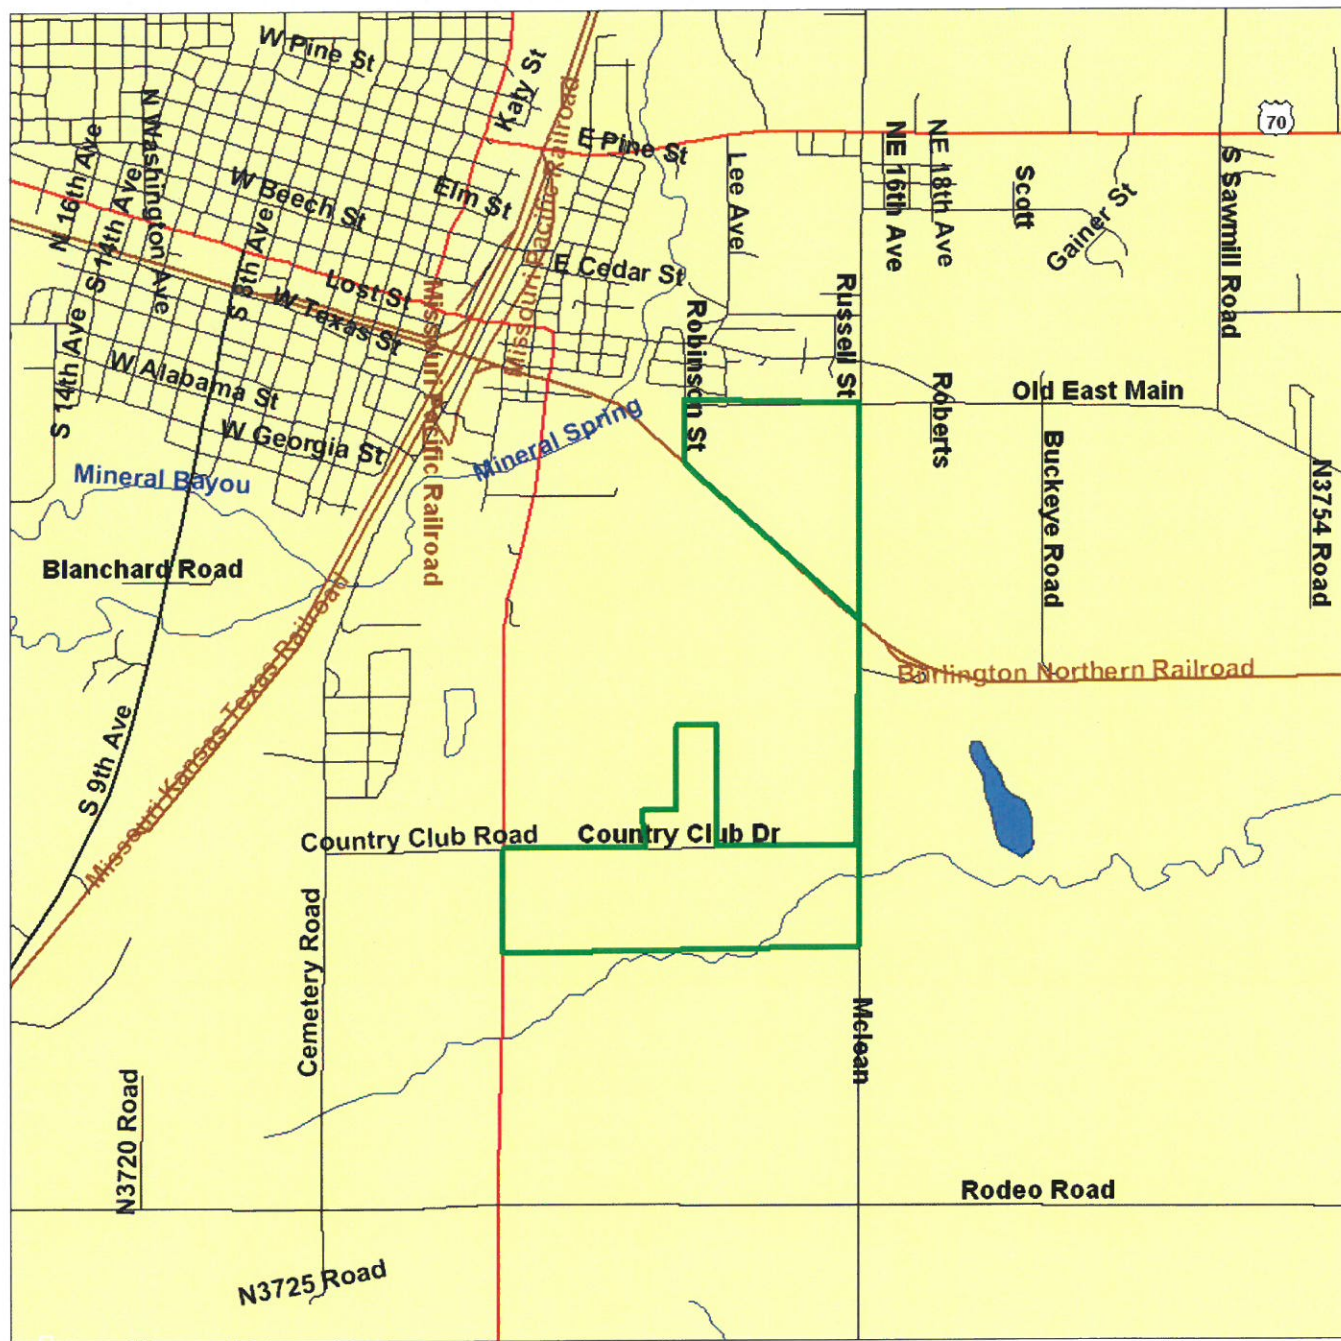 W Pine St
Katy St
Missouri Pacific Railroad
E Pine St
70
N 16th Ave
S 14th Ave
N Washington Ave
W Beech St
Elm St
Lee Ave
NE 16th Ave
NE 18th Ave
Scott
Gainer St
S Sawmill Road
S 9th Ave
Lost St
W Texas St
E Cedar St
Missouri Pacific Railroad
Robinson St
Russell St
S 14th Ave
W Alabama St
W Georgia St
Mineral Spring
Roberts
Old East Main
Buckeye Road
N3754 Road
Mineral Bayou
Blanchard Road
Missouri Kansas Texas Railroad
Burlington Northern Railroad
S 9th Ave
Country Club Road
Country Club Dr
Cemetery Road
Mclean
N3720 Road
Rodeo Road
N3725 Road